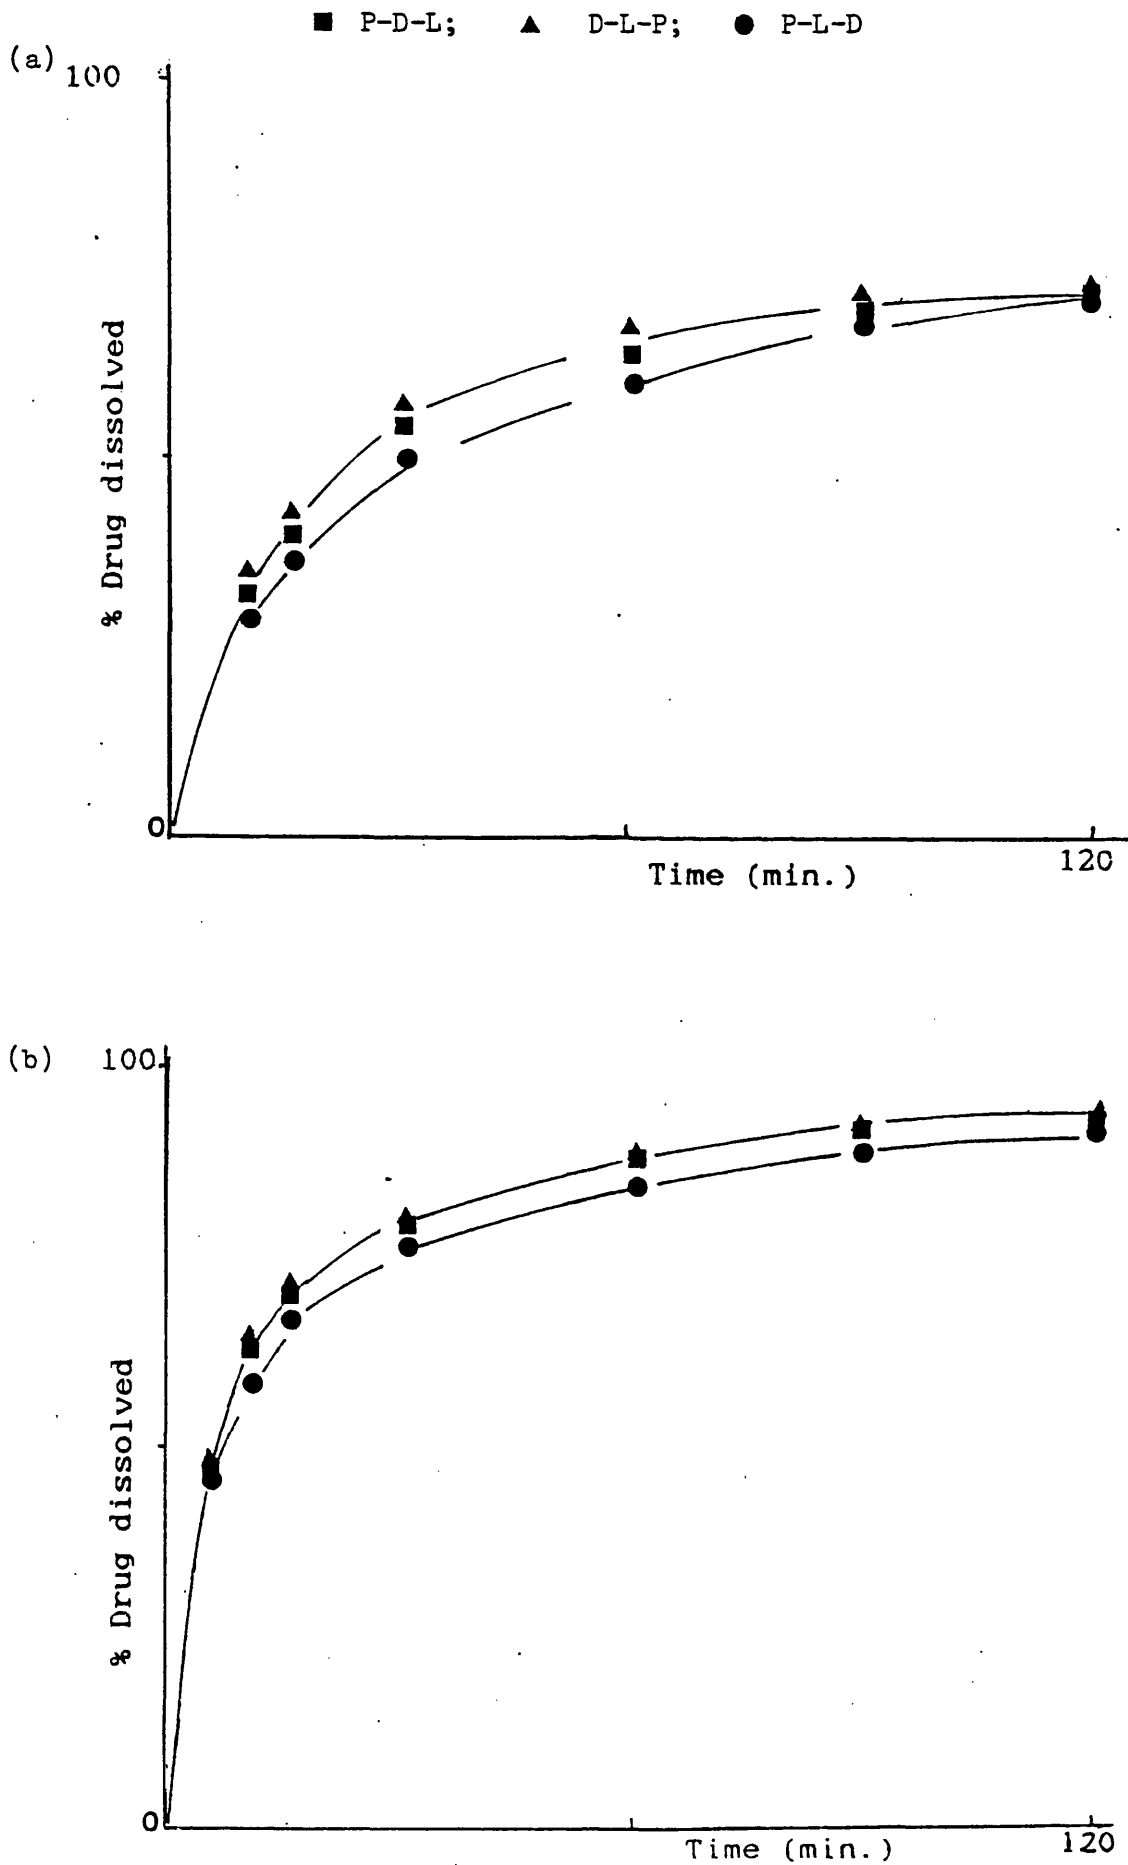 P-D-L; D-L-P; P-L-D
(a)
100
% Drug dissolved
0
120
Time (min.)
(b)
100
% Drug dissolved
0
120
Time (min.)